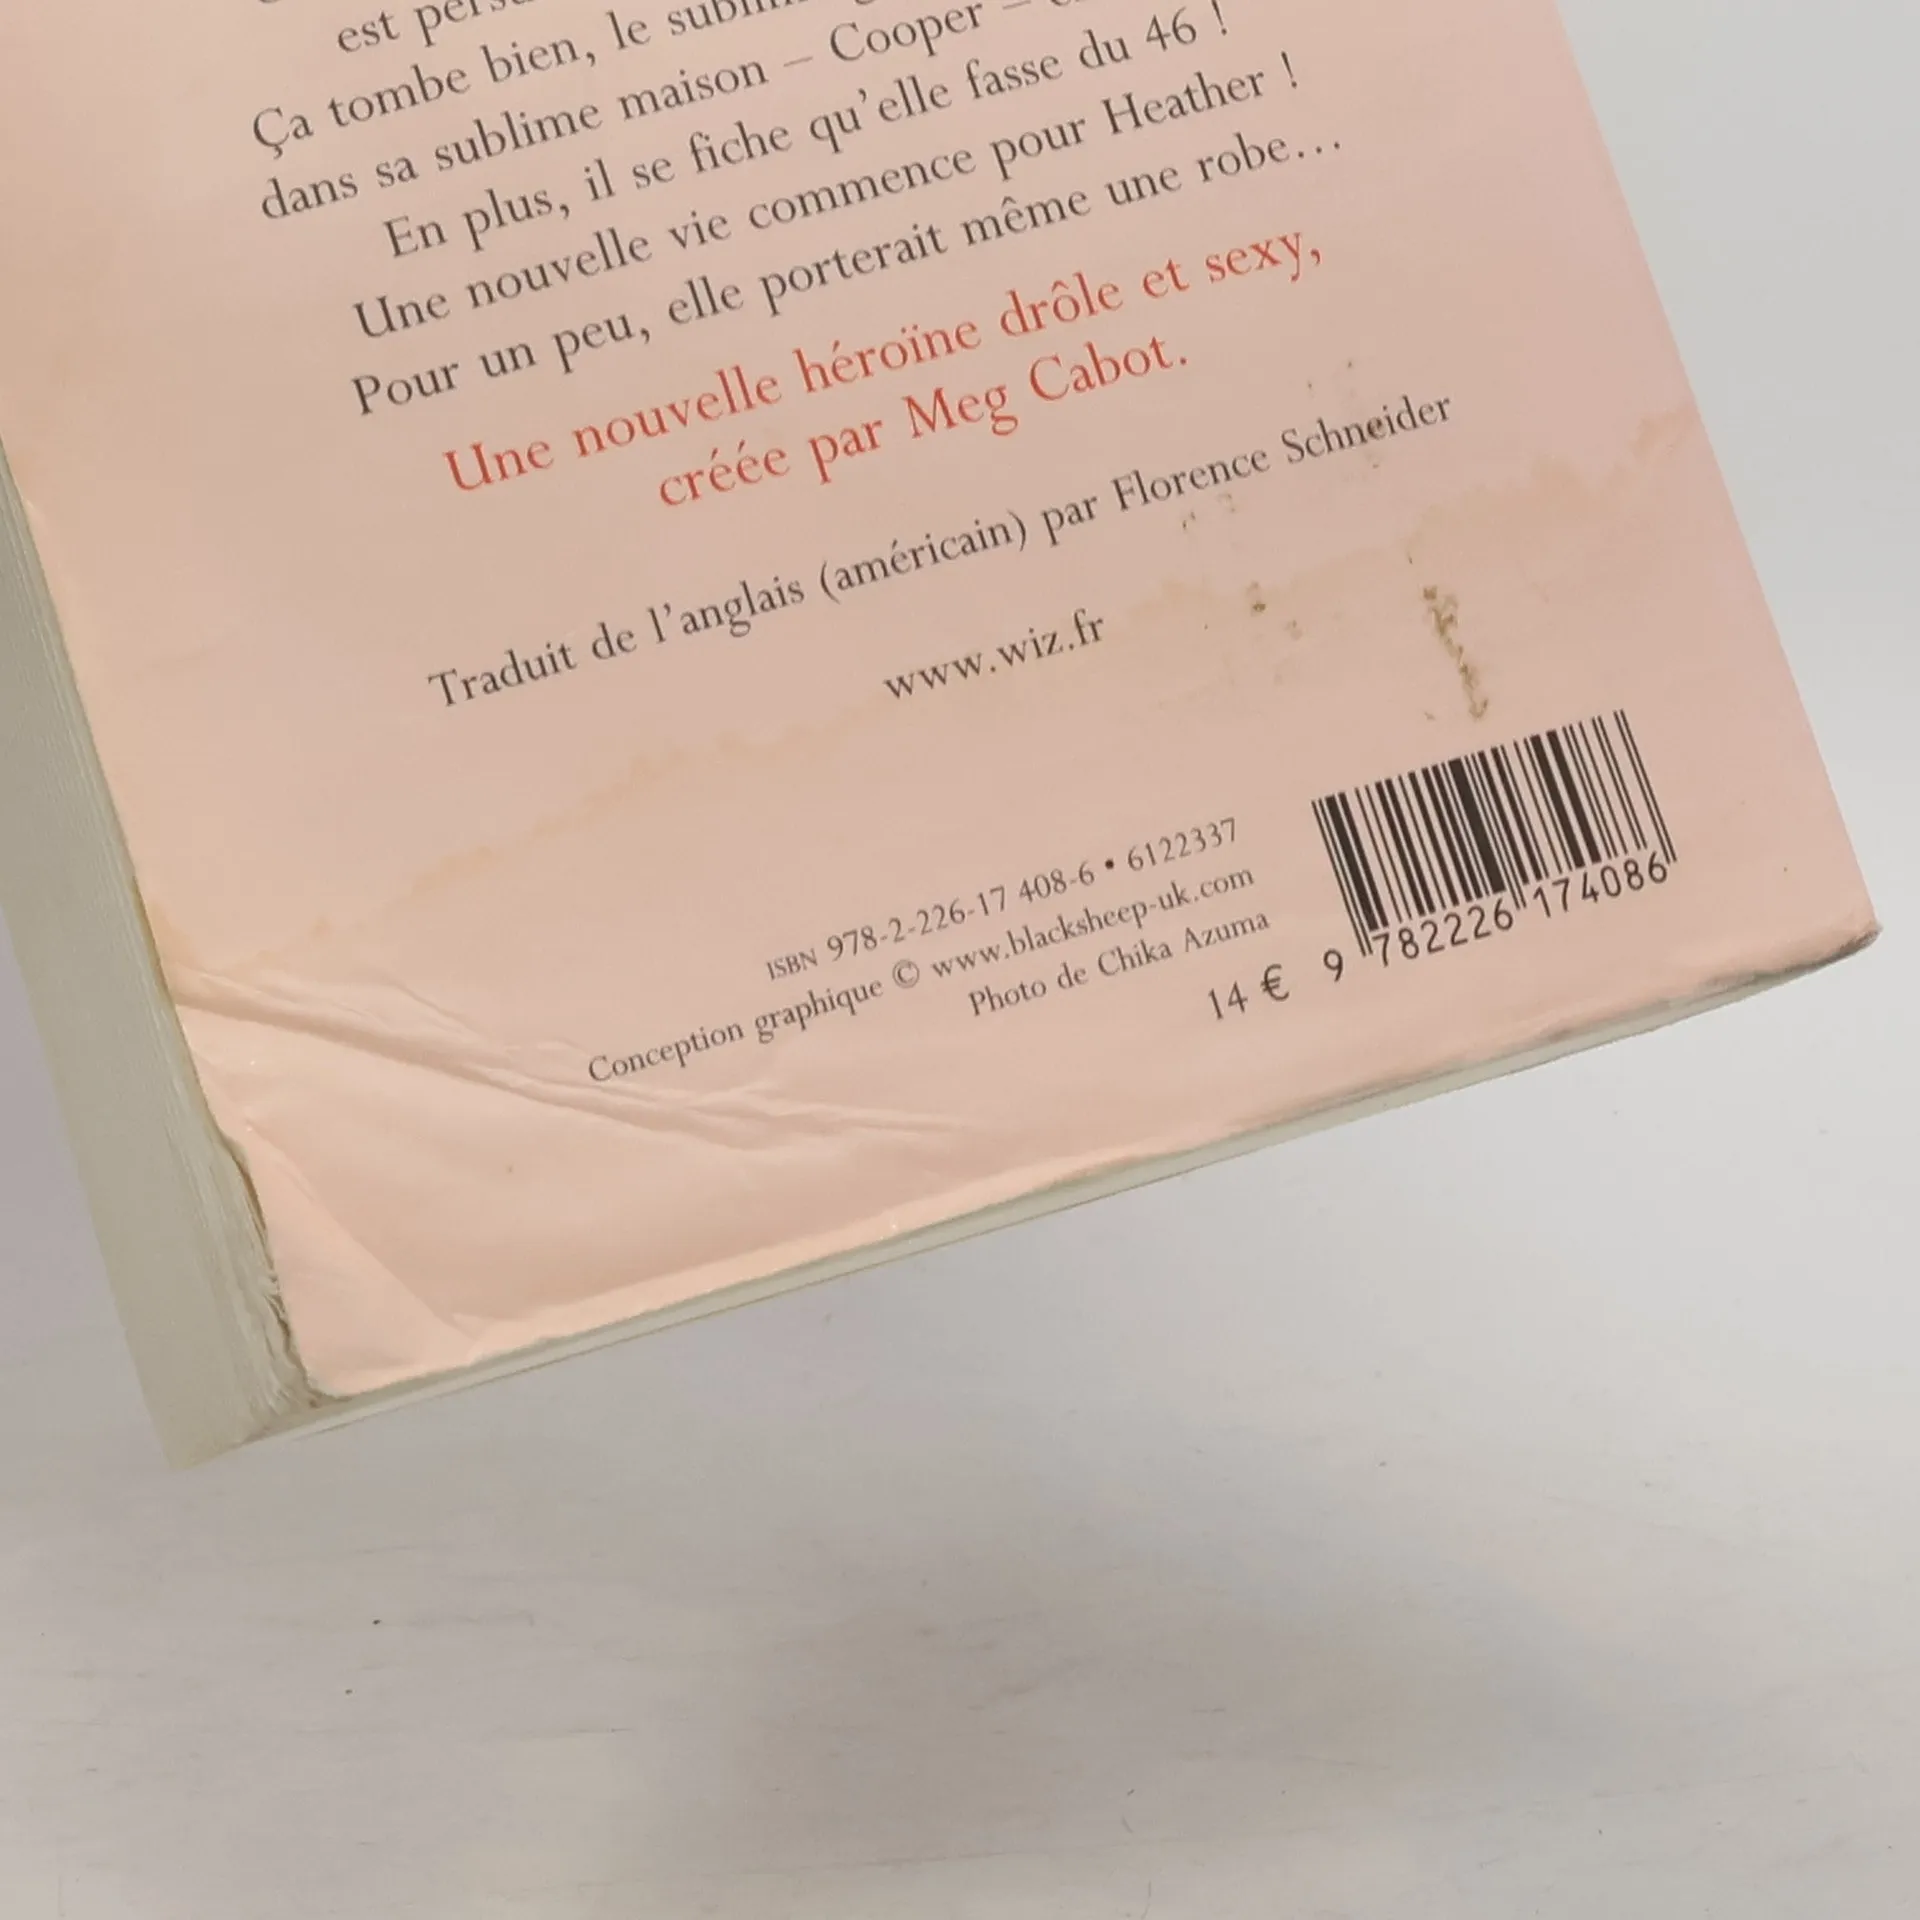 est
Ça tombe bien, le
dans sa sublime maison – Cooper –
En plus, il se fiche qu'elle fasse du 46 !
Une nouvelle vie commence pour Heather !
Pour un peu, elle porterait même une robe...
Une nouvelle héroïne drôle et sexy,
créée par Meg Cabot.
Traduit de l'anglais (américain) par Florence Schneider
www.wiz.fr
ISBN 978-2-226-17 408-6 • 6122337
Conception graphique © www.blacksheep-uk.com
Photo de Chika Azuma
14 €
9 782226 174086